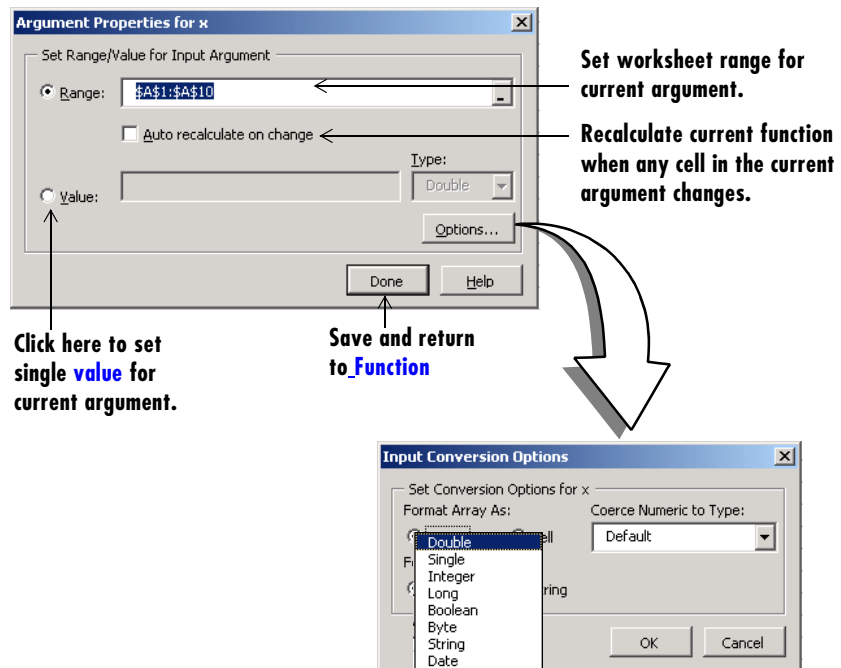 Argument Properties for x
Set Range/Value for Input Argument
Range:
$A$1:$A$10
Auto recalculate on change
Type:
Value:
Double
Options...
Done
Help
Set worksheet range for
current argument.
Recalculate current function
when any cell in the current
argument changes.
Click here to set
single value for
current argument.
Save and return
to Function
Input Conversion Options
Set Conversion Options for x
Format Array As:
Coerce Numeric to Type:
Default
Double
Single
Integer
Long
Boolean
Byte
String
Date
OK
Cancel